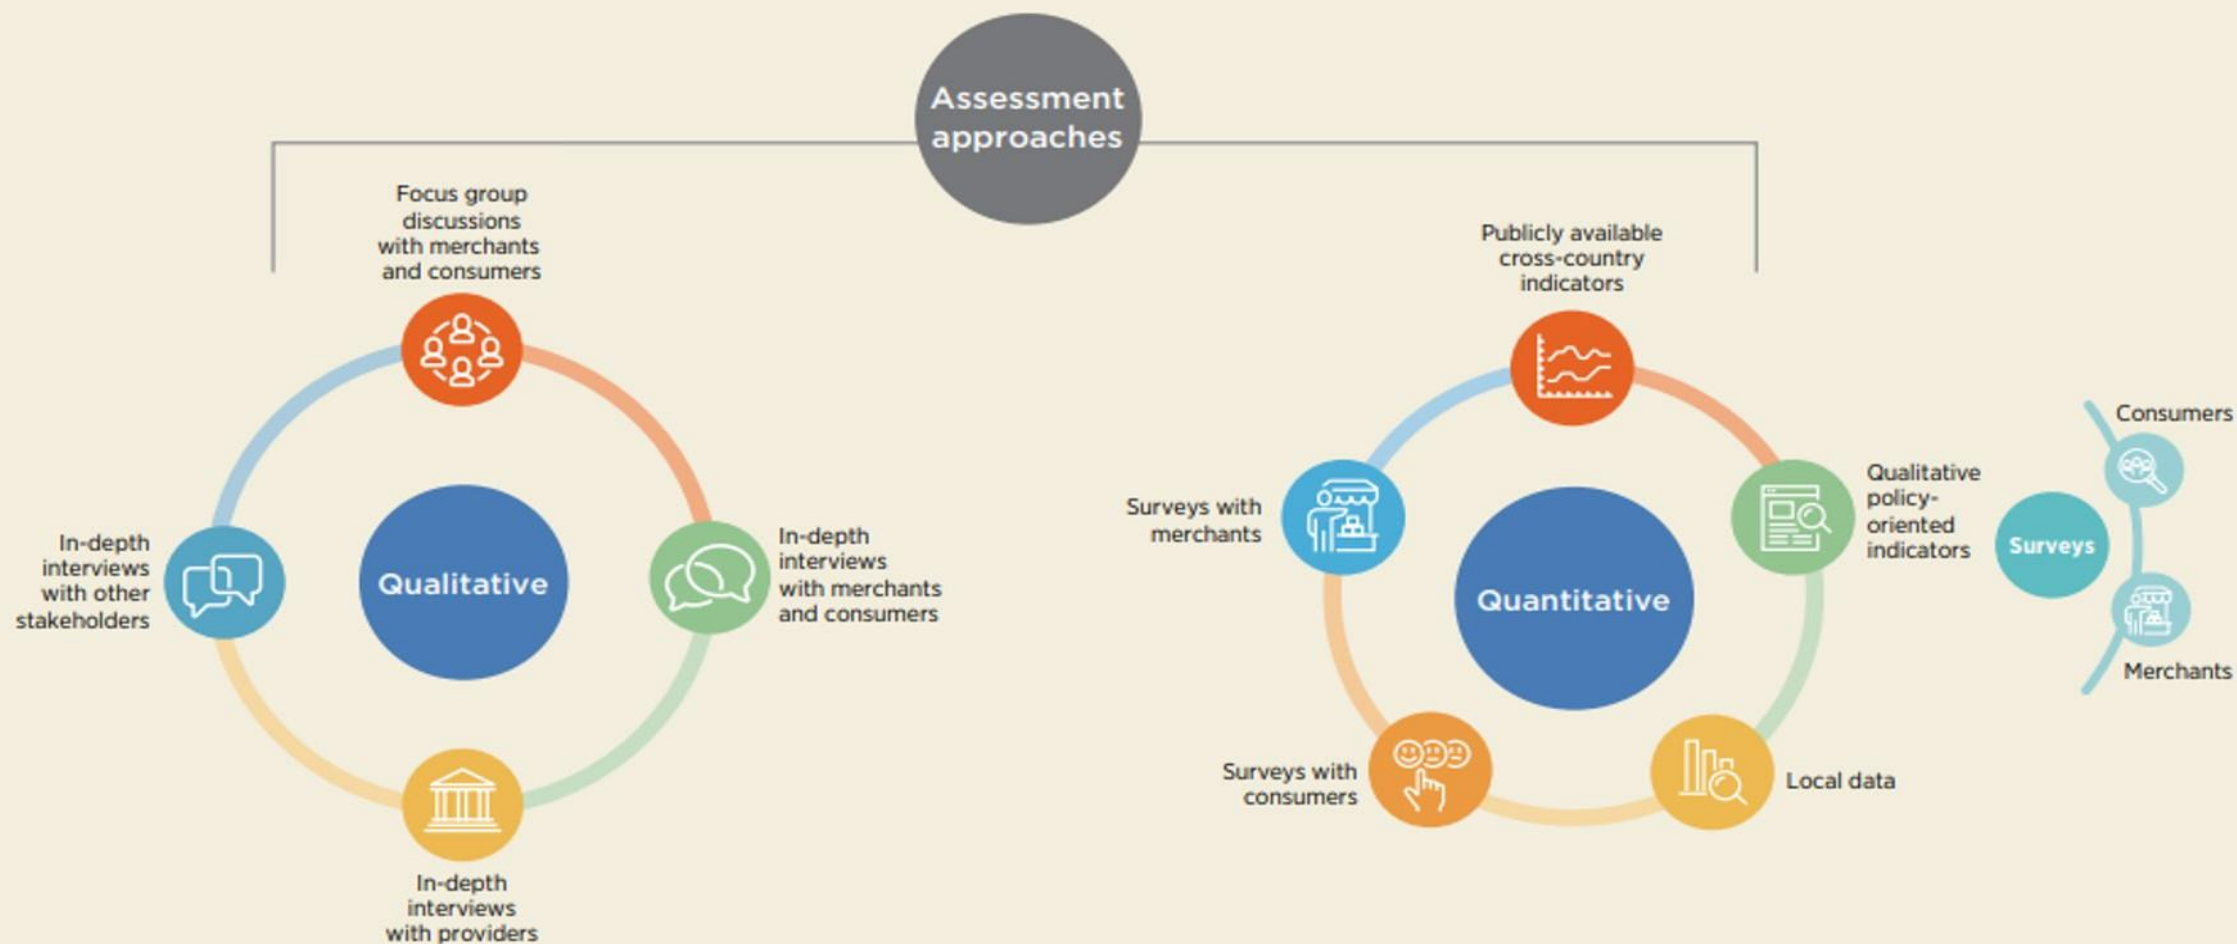 Assessment
approaches
Focus group
discussions
with merchants
and consumers
In-depth
interviews
with other
stakeholders
Qualitative
In-depth
interviews
with merchants
and consumers
In-depth
interviews
with providers
Publicly available
cross-country
indicators
Surveys with
merchants
Quantitative
Qualitative
policy-
oriented
indicators
Surveys with
consumers
Local data
Surveys
Consumers
Merchants